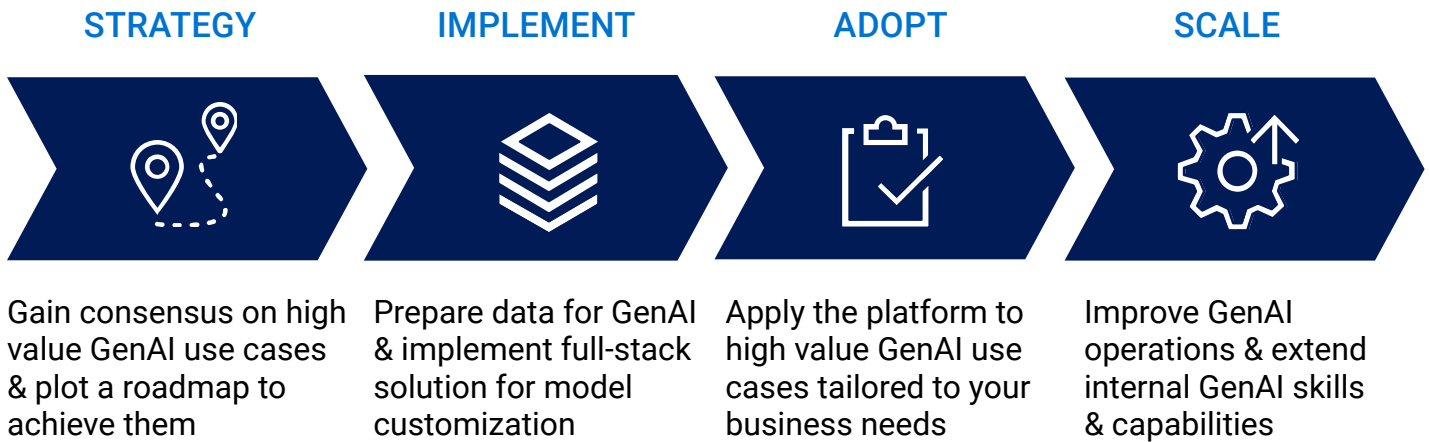 STRATEGY
IMPLEMENT
ADOPT
SCALE
Gain consensus on high
value GenAI use cases
& plot a roadmap to
achieve them
Prepare data for GenAI
& implement full-stack
solution for model
customization
Apply the platform to
high value GenAI use
cases tailored to your
business needs
Improve GenAI
operations & extend
internal GenAI skills
& capabilities